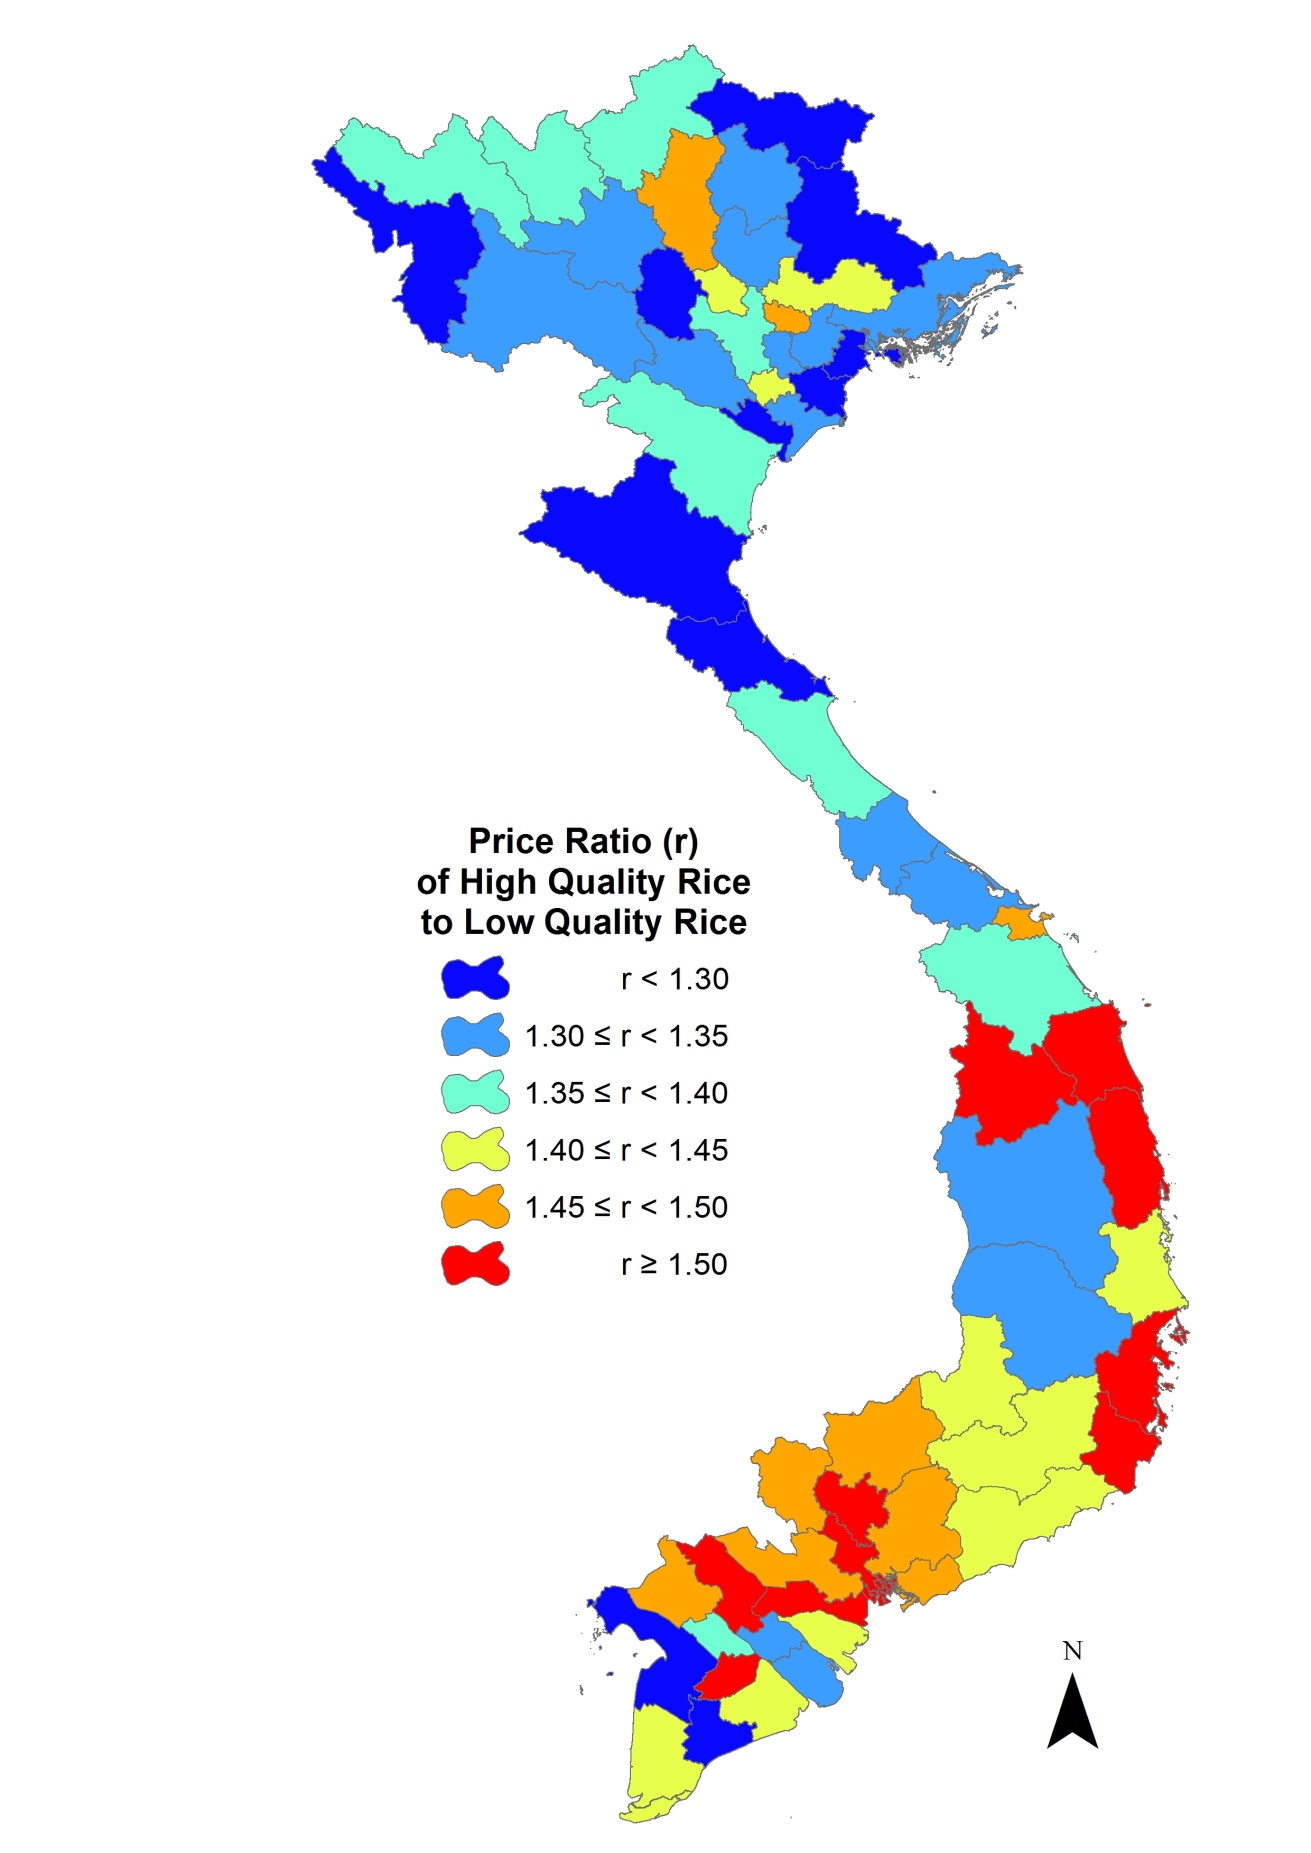 Price Ratio (r)
of High Quality Rice
to Low Quality Rice
r < 1.30
1.30 ≤ r < 1.35
1.35 ≤ r < 1.40
1.40 ≤ r < 1.45
1.45 ≤ r < 1.50
r ≥ 1.50
N